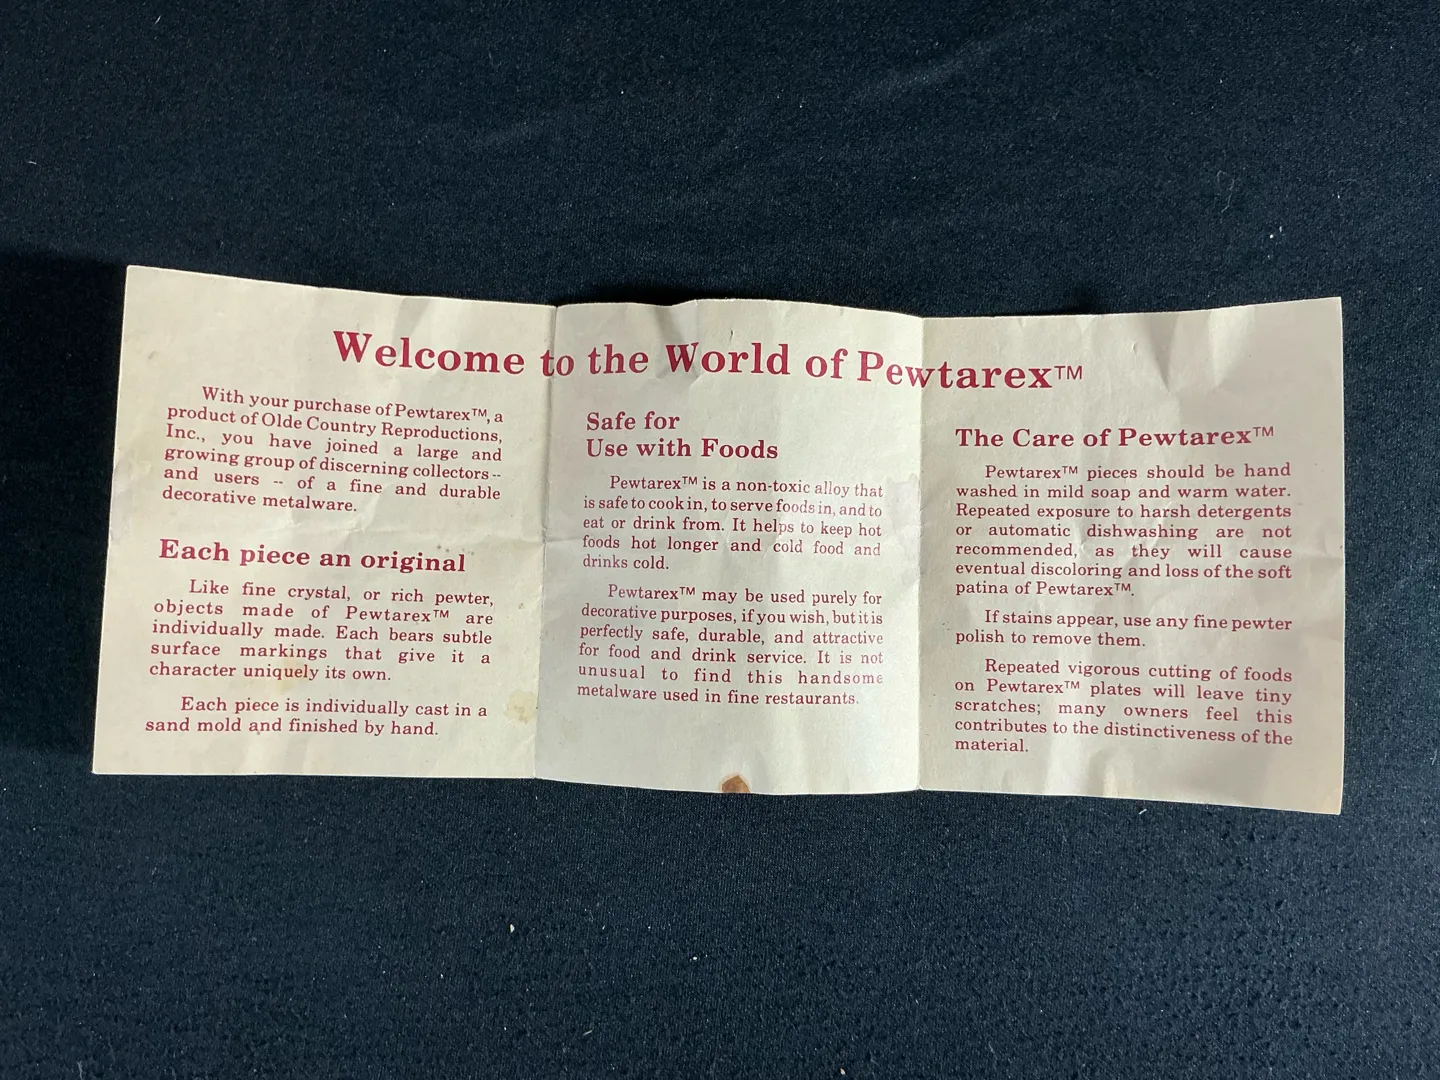 Welcome to the World of Pewtarex™
With your purchase of Pewtarex™, a
product of Olde Country Reproductions,
Inc., you have joined a large and
growing group of discerning collectors --
and users -- of a fine and durable
decorative metalware.
Each piece an original
Like fine crystal, or rich pewter,
objects made of Pewtarex™ are
individually made. Each bears subtle
surface markings that give it a
character uniquely its own.
Each piece is individually cast in a
sand mold and finished by hand.
Safe for
Use with Foods
Pewtarex™ is a non-toxic alloy that
is safe to cook in, to serve foods in, and to
eat or drink from. It helps to keep hot
foods hot longer and cold food and
drinks cold.
Pewtarex™ may be used purely for
decorative purposes, if you wish, but it is
perfectly safe, durable, and attractive
for food and drink service. It is not
unusual to find this handsome
metalware used in fine restaurants.
The Care of Pewtarex™
Pewtarex™ pieces should be hand
washed in mild soap and warm water.
Repeated exposure to harsh detergents
or automatic dishwashing are not
recommended, as they will cause
eventual discoloring and loss of the soft
patina of Pewtarex™.
If stains appear, use any fine pewter
polish to remove them.
Repeated vigorous cutting of foods
on Pewtarex™ plates will leave tiny
scratches; many owners feel this
contributes to the distinctiveness of the
material.